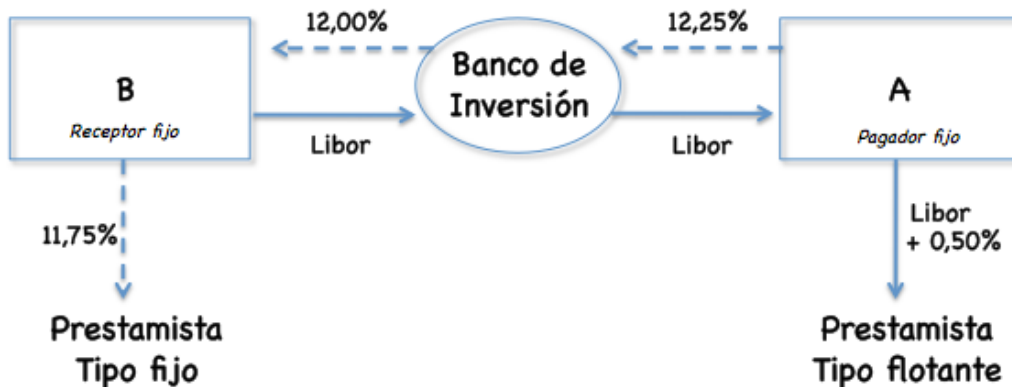 12,00%
12,25%
B
Receptor fijo
Banco de
Inversión
A
Pagador fijo
Libor
Libor
11,75%
Libor
+ 0,50%
Prestamista
Tipo fijo
Prestamista
Tipo flotante